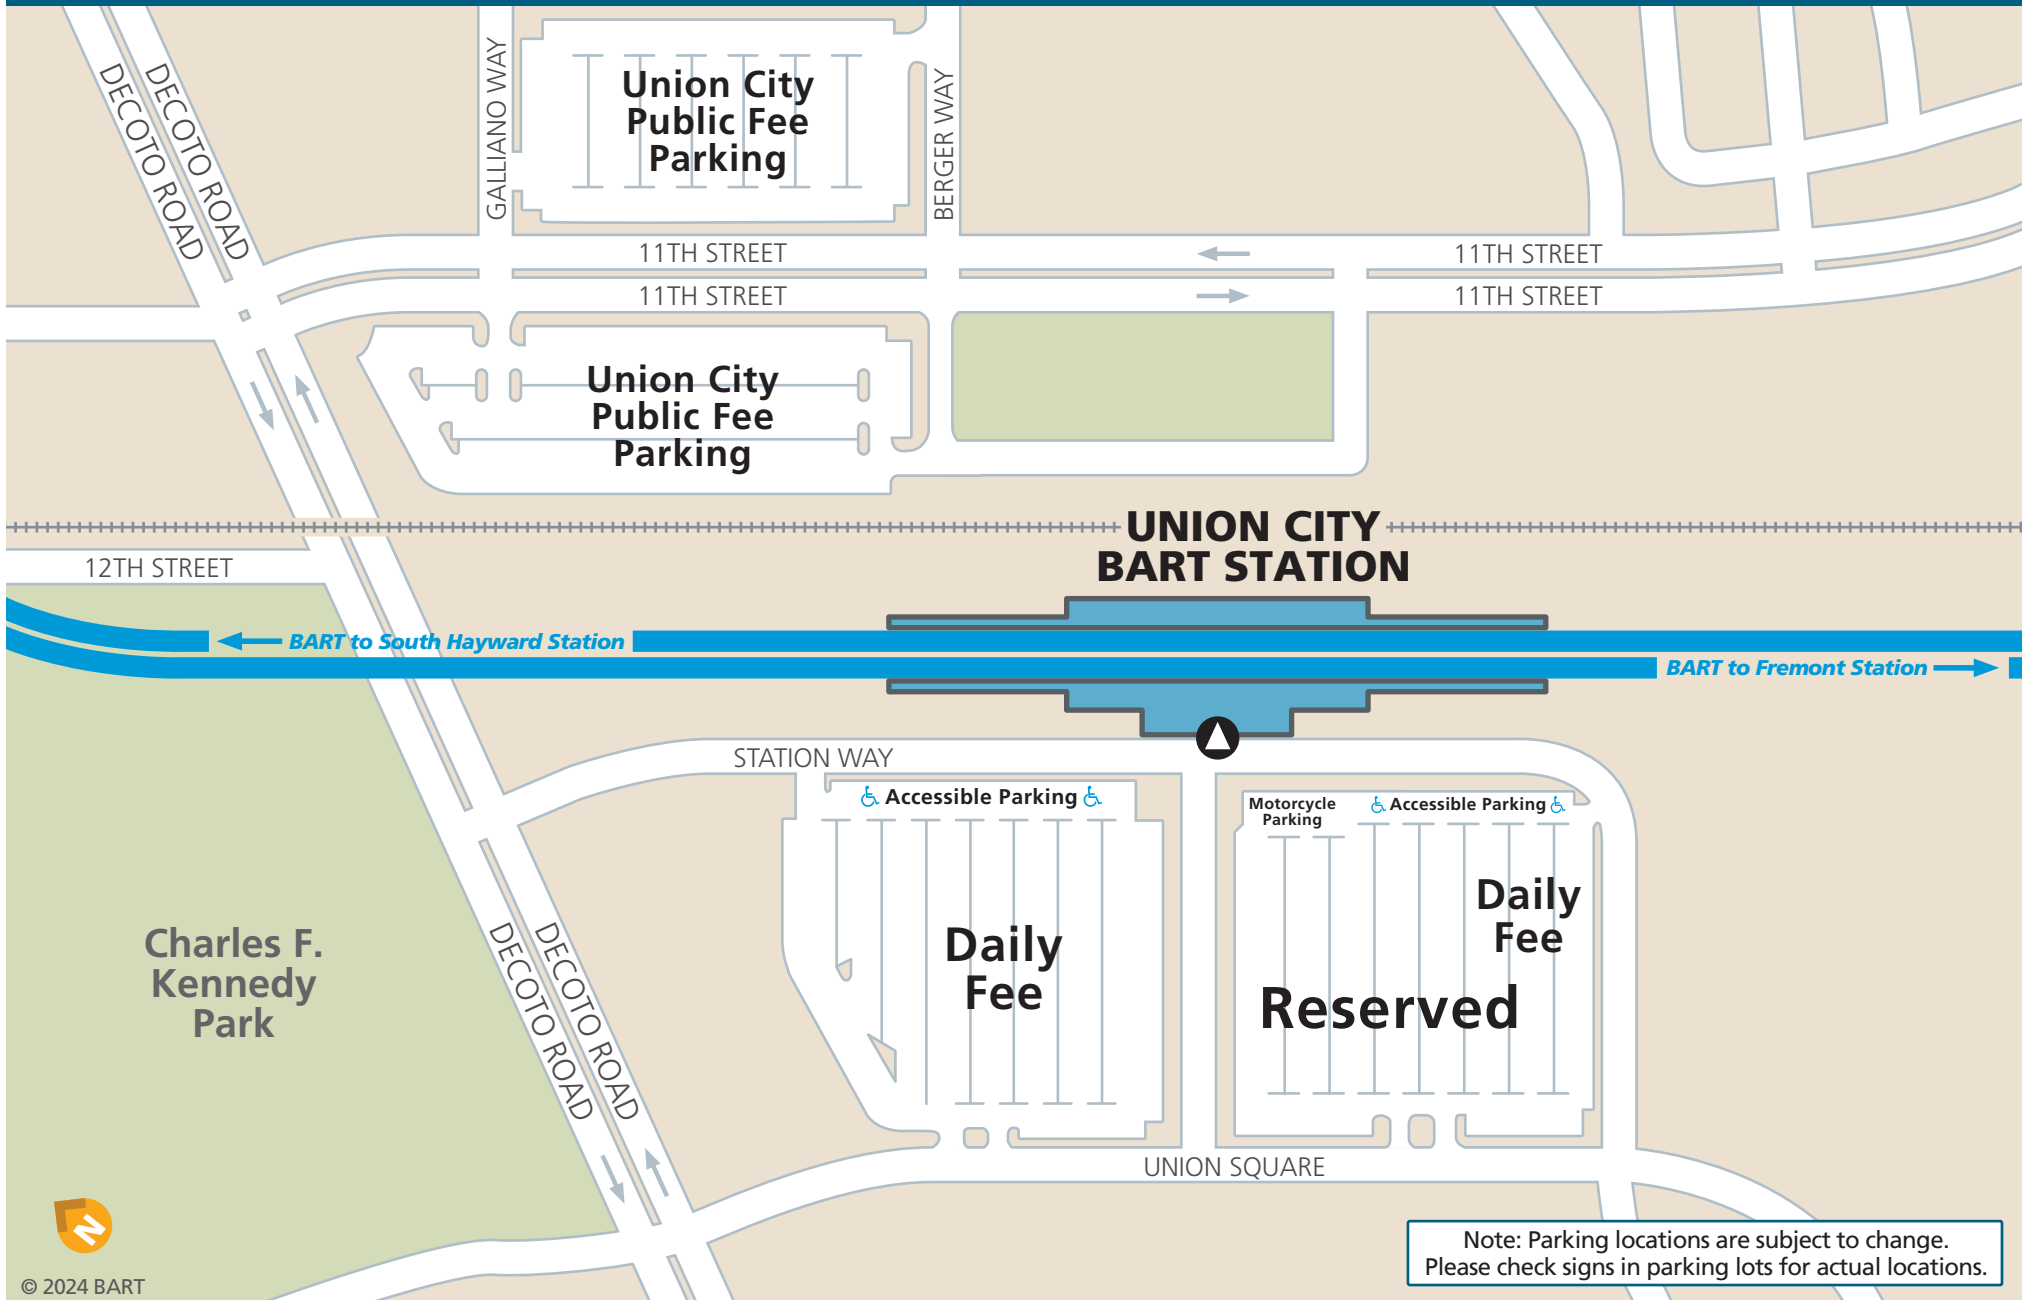 DECOTO ROAD
DECOTO ROAD
GALLIANO WAY
Union City
Public Fee
Parking
BERGER WAY
11TH STREET
11TH STREET
11TH STREET
11TH STREET
Union City
Public Fee
Parking
UNION CITY
BART STATION
12TH STREET
BART to South Hayward Station
BART to Fremont Station
STATION WAY
Accessible Parking
Motorcycle
Parking
Accessible Parking
Daily
Fee
Daily
Fee
Reserved
Charles F.
Kennedy
Park
DECOTO ROAD
DECOTO ROAD
UNION SQUARE
N
Note: Parking locations are subject to change.
Please check signs in parking lots for actual locations.
© 2024 BART